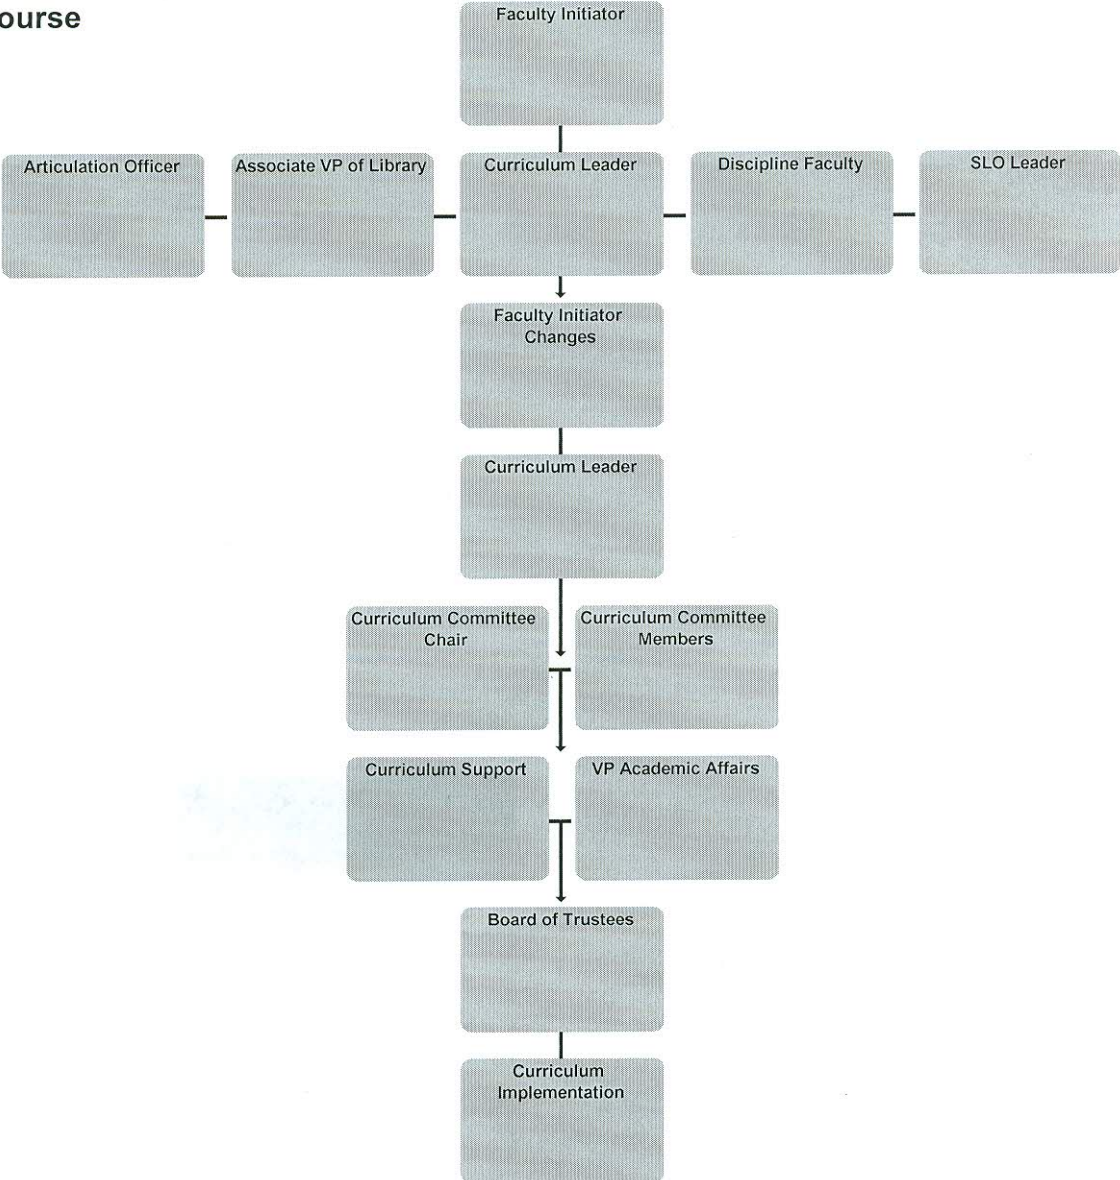 ourse
Faculty Initiator
Articulation Officer
Associate VP of Library
Curriculum Leader
Discipline Faculty
SLO Leader
Faculty Initiator
Changes
Curriculum Leader
Curriculum Committee
Chair
Curriculum Committee
Members
Curriculum Support
VP Academic Affairs
Board of Trustees
Curriculum
Implementation